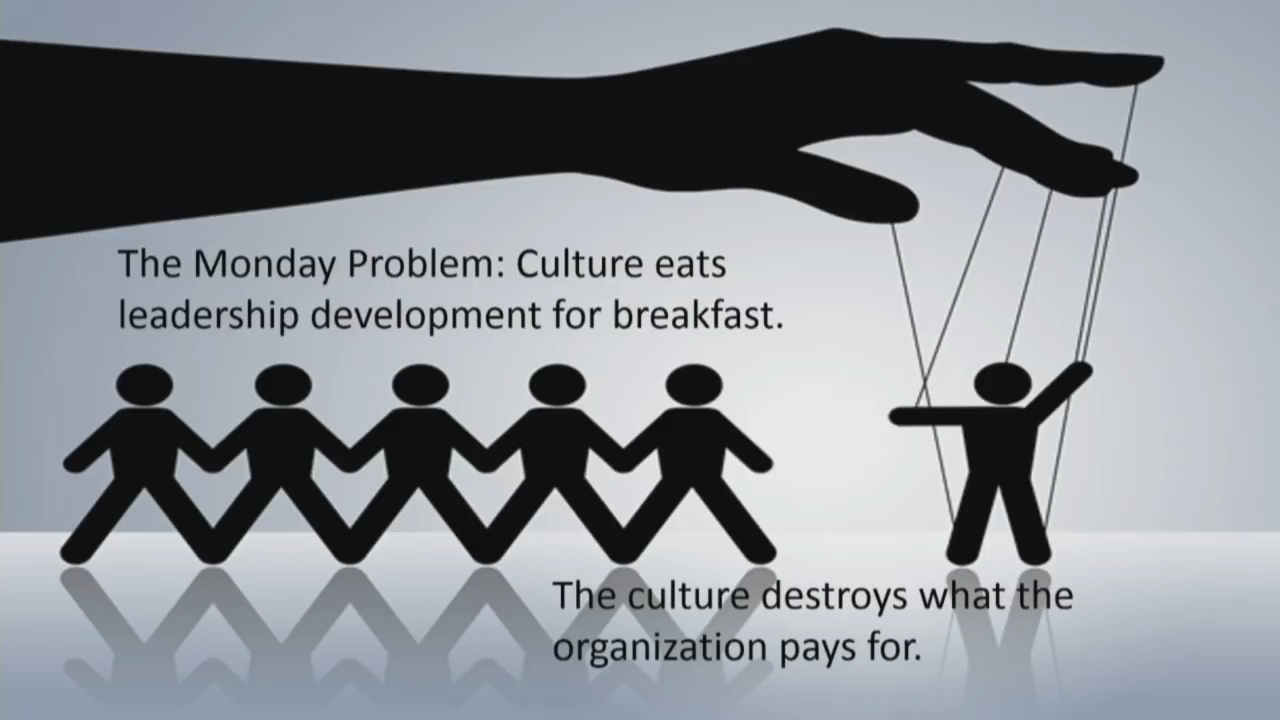 The Monday Problem: Culture eats
leadership development for breakfast.
The culture destroys what the
organization pays for.